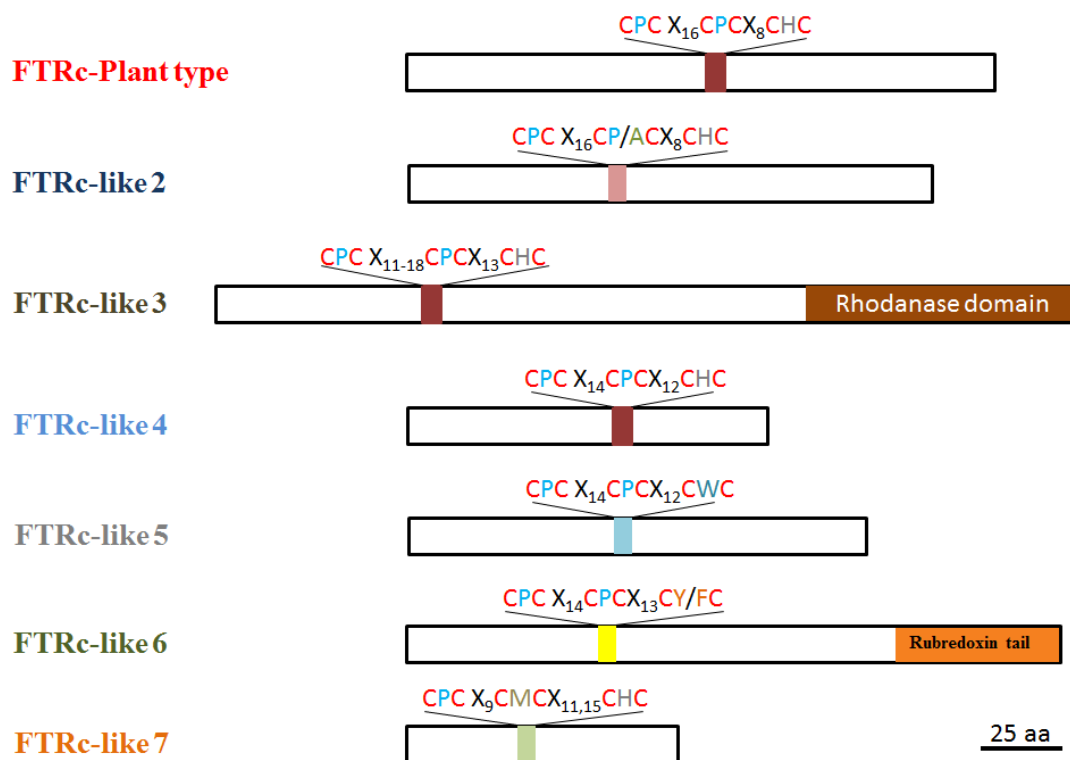 CPC X₁₆CPCX₈CHC
FTRc-Plant type
CPC X₁₆CP/ACX₈CHC
FTRc-like 2
CPC X₁₁₋₁₈CPCX₁₃CHC
FTRc-like 3
Rhodanase domain
CPC X₁₄CPCX₁₂CHC
FTRc-like 4
CPC X₁₄CPCX₁₂CWC
FTRc-like 5
CPC X₁₄CPCX₁₃CY/FC
FTRc-like 6
Rubredoxin tail
CPC X₉CMCX₁₁,₁₅CHC
FTRc-like 7
25 aa